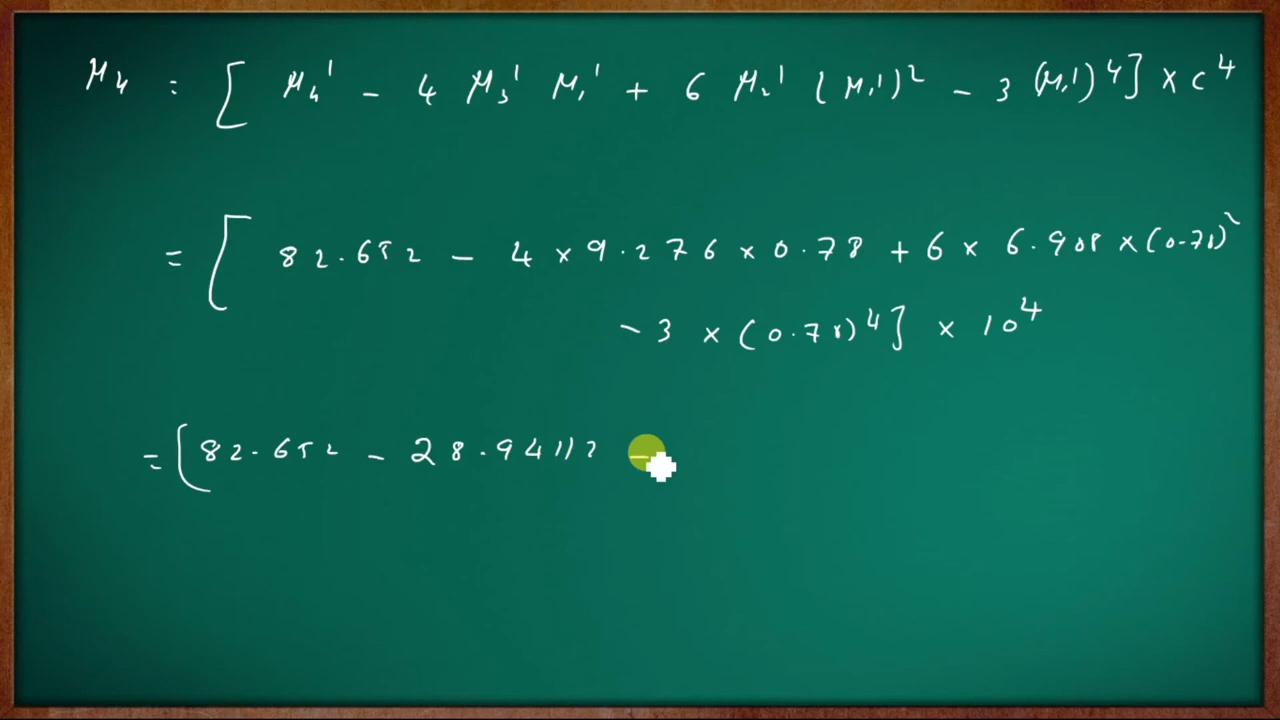 μ₄ = [ μ₄' - 4 μ₃' μ₁' + 6 μ₂' (μ₁')² - 3 (μ₁')⁴] × c⁴
= [ 82.652 - 4 × 9.276 × 0.78 + 6 × 6.908 × (0.78)²
- 3 × (0.78)⁴] × 10⁴
= [82.652 - 28.94112 -